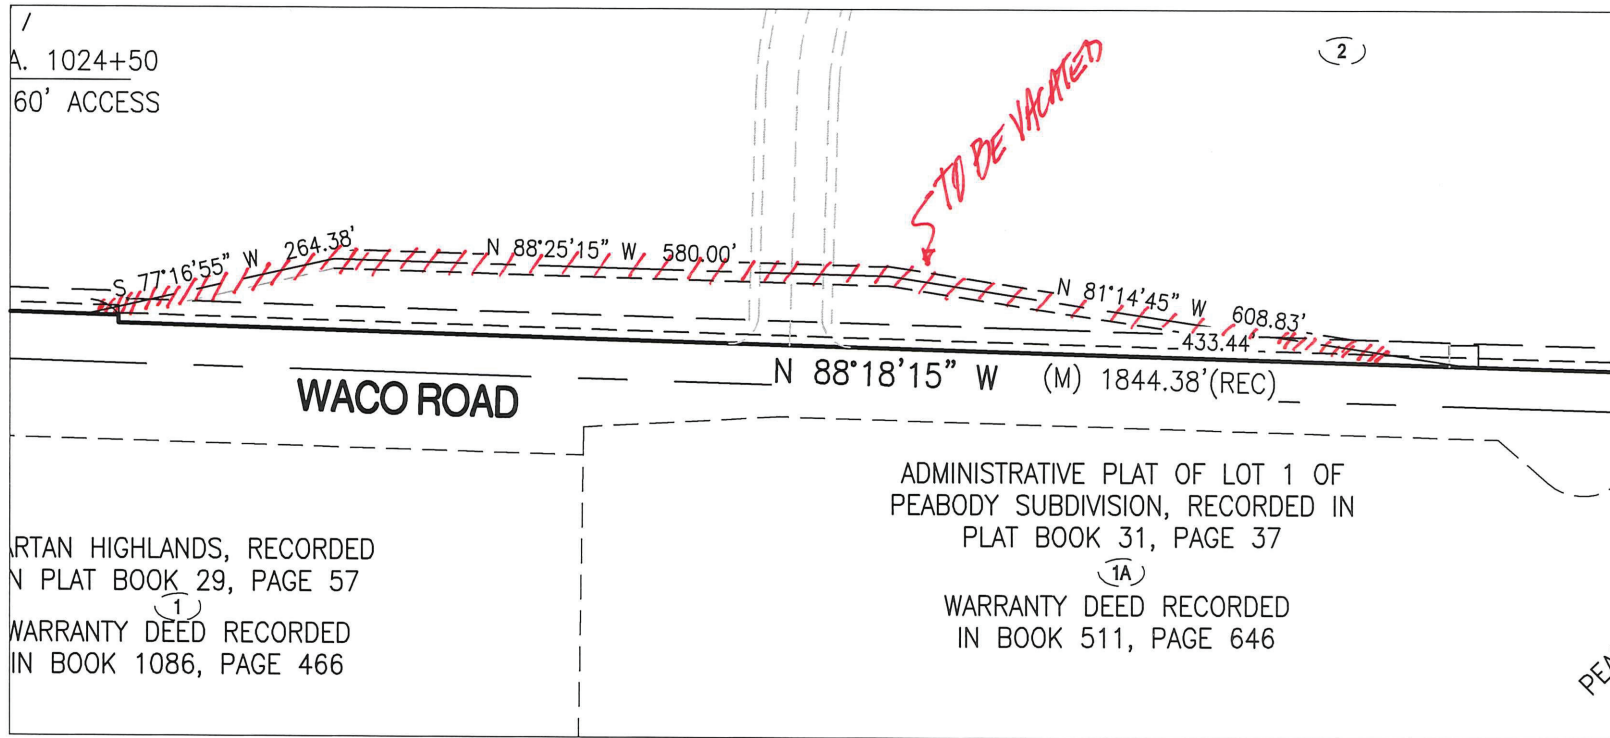 A. 1024+50
60' ACCESS
2
TO BE VACATED
S 77°16'55" W 264.38'
N 88°25'15" W 580.00'
N 81°14'45" W 608.83'
433.44'
N 88°18'15" W (M) 1844.38'(REC)
WACO ROAD
ADMINISTRATIVE PLAT OF LOT 1 OF
PEABODY SUBDIVISION, RECORDED IN
PLAT BOOK 31, PAGE 37
1A
WARRANTY DEED RECORDED
IN BOOK 511, PAGE 646
RTAN HIGHLANDS, RECORDED
N PLAT BOOK 29, PAGE 57
1
WARRANTY DEED RECORDED
IN BOOK 1086, PAGE 466
PEA